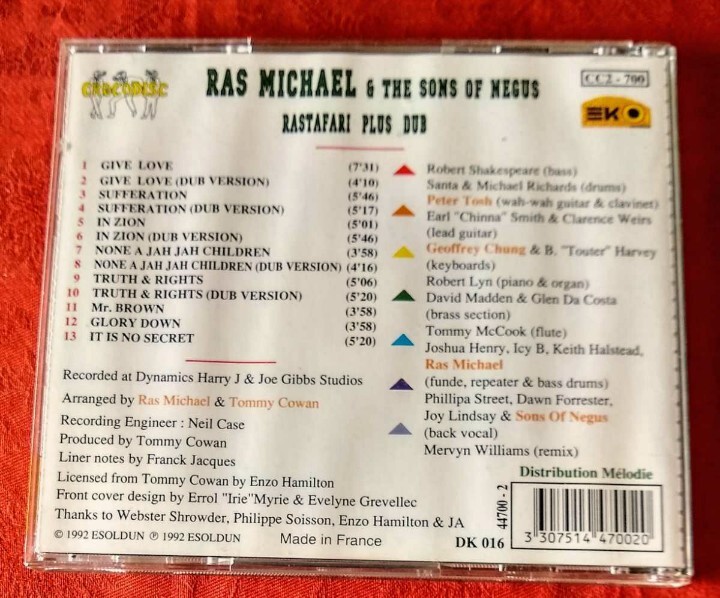 CROCODISC
RAS MICHAEL & THE SONS OF NEGUS
RASTAFARI PLUS DUB
CC2 - 700
EKO
1 GIVE LOVE (7'31)
2 GIVE LOVE (DUB VERSION) (4'10)
3 SUFFERATION (5'46)
4 SUFFERATION (DUB VERSION) (5'17)
5 IN ZION (5'01)
6 IN ZION (DUB VERSION) (5'46)
7 NONE A JAH JAH CHILDREN (3'58)
8 NONE A JAH JAH CHILDREN (DUB VERSION) (4'16)
9 TRUTH & RIGHTS (5'06)
10 TRUTH & RIGHTS (DUB VERSION) (5'20)
11 Mr. BROWN (3'58)
12 GLORY DOWN (3'58)
13 IT IS NO SECRET (5'20)
Recorded at Dynamics Harry J & Joe Gibbs Studios
Arranged by Ras Michael & Tommy Cowan
Recording Engineer : Neil Case
Produced by Tommy Cowan
Liner notes by Franck Jacques
Licensed from Tommy Cowan by Enzo Hamilton
Front cover design by Errol "Irie"Myrie & Evelyne Grevellec
Thanks to Webster Shrowder, Philippe Soisson, Enzo Hamilton & JA
© 1992 ESOLDUN ℗ 1992 ESOLDUN
Made in France
DK 016
Robert Shakespeare (bass)
Santa & Michael Richards (drums)
Peter Tosh (wah-wah guitar & clavinet)
Earl "Chinna" Smith & Clarence Weirs
(lead guitar)
Geoffrey Chung & B. "Touter" Harvey
(keyboards)
Robert Lyn (piano & organ)
David Madden & Glen Da Costa
(brass section)
Tommy McCook (flute)
Joshua Henry, Icy B, Keith Halstead,
Ras Michael
(funde, repeater & bass drums)
Phillipa Street, Dawn Forrester,
Joy Lindsay & Sons Of Negus
(back vocal)
Mervyn Williams (remix)
Distribution Mélodie
44700 - 2
3 307514 470020